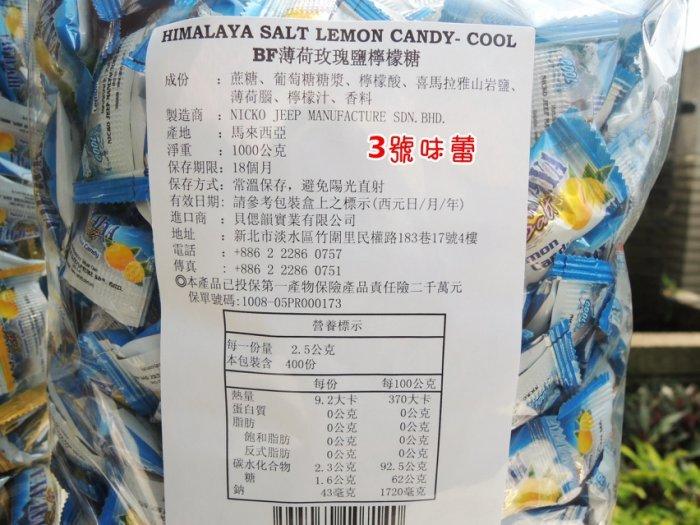 HIMALAYA SALT LEMON CANDY- COOL
BF薄荷玫瑰鹽檸檬糖
成份 :蔗糖、葡萄糖糖漿、檸檬酸、喜馬拉雅山岩鹽、
薄荷腦、檸檬汁、香料
製造商 : NICKO JEEP MANUFACTURE SDN.BHD.
產地 :馬來西亞
淨重 : 1000公克
3號味蕾
保存期限:18個月
保存方式:常溫保存,避免陽光直射
有效日期:請參考包裝盒上之標示(西元日/月/年)
進口商 :貝偲韻實業有限公司
地址 :新北市淡水區竹圍里民權路183巷17號4樓
電話 :+886 2 2286 0757
傳真 :+886 2 2286 0751
◎本產品已投保第一產物保險產品責任險二千萬元
保單號碼:1008-05PR000173
營養標示
每一份量 2.5公克
本包裝含 400份
每份 每100公克
熱量 9.2大卡 370大卡
蛋白質 0公克 0公克
脂肪 0公克 0公克
飽和脂肪 0公克 0公克
反式脂肪 0公克 0公克
碳水化合物 2.3公克 92.5公克
糖 1.6公克 62公克
鈉 43毫克 1720毫克